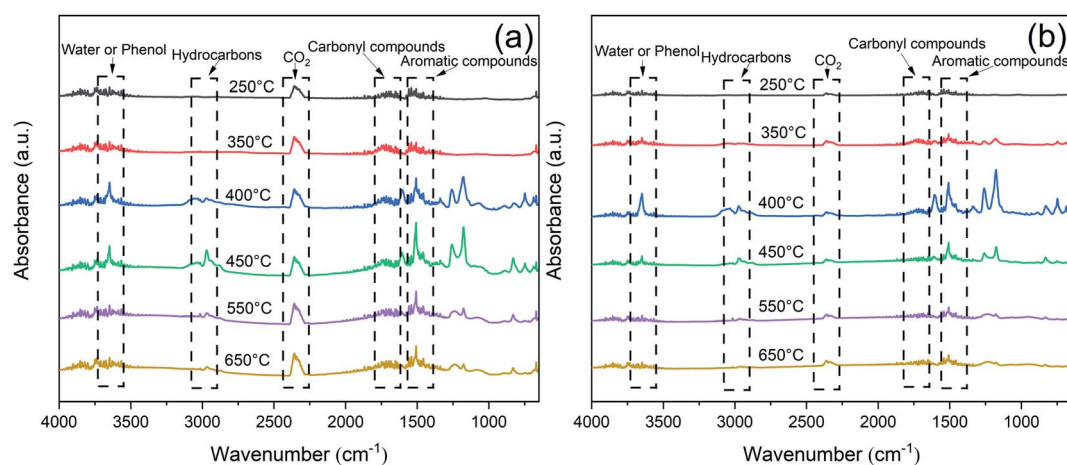 (a)
Water or Phenol
Hydrocarbons
CO2
Carbonyl compounds
Aromatic compounds
250°C
350°C
400°C
450°C
550°C
650°C
Absorbance (a.u.)
4000 3500 3000 2500 2000 1500 1000
Wavenumber (cm-1)
(b)
Water or Phenol
Hydrocarbons
CO2
Carbonyl compounds
Aromatic compounds
250°C
350°C
400°C
450°C
550°C
650°C
Absorbance (a.u.)
4000 3500 3000 2500 2000 1500 1000
Wavenumber (cm-1)